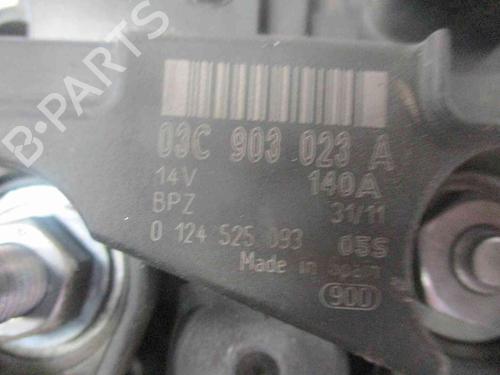 B-PARTS
03C 903 023 A
14V 140A
BPZ 31/11
0 124 525 093 05S
Made in Spain
900